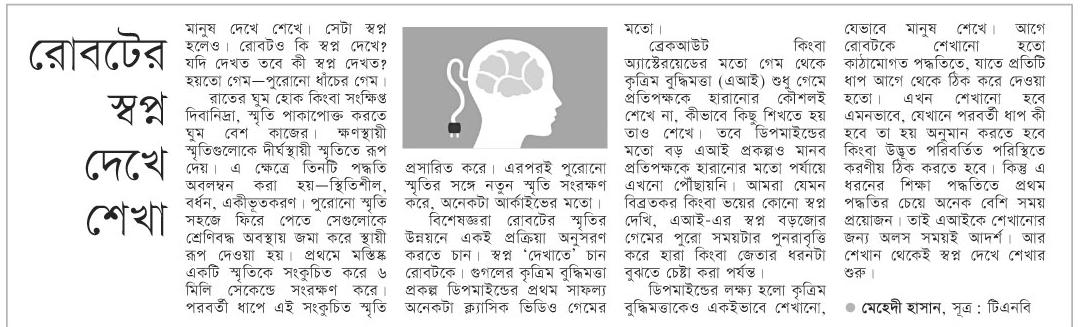 রোবটের
স্বপ্ন
দেখে
শেখা
মানুষ দেখে শেখে। সেটা স্বপ্ন
হলেও। রোবটও কি স্বপ্ন দেখে?
যদি দেখত তবে কী স্বপ্ন দেখত?
হয়তো গেম—পুরোনো ধাঁচের গেম।
রাতের ঘুম হোক কিংবা সংক্ষিপ্ত
দিবানিদ্রা, স্মৃতি পাকাপোক্ত করতে
ঘুম বেশ কাজের। ক্ষণস্থায়ী
স্মৃতিগুলোকে দীর্ঘস্থায়ী স্মৃতিতে রূপ
দেয়। এ ক্ষেত্রে তিনটি পদ্ধতি
অবলম্বন করা হয়—স্থিতিশীল,
বর্ধন, একীভূতকরণ। পুরোনো স্মৃতি
সহজে ফিরে পেতে সেগুলোকে
শ্রেণিবদ্ধ অবস্থায় জমা করে স্থায়ী
রূপ দেওয়া হয়। প্রথমে মস্তিষ্ক
একটি স্মৃতিকে সংকুচিত করে ৬
মিলি সেকেন্ডে সংরক্ষণ করে।
পরবর্তী ধাপে এই সংকুচিত স্মৃতি
প্রসারিত করে। এরপরই পুরোনো
স্মৃতির সঙ্গে নতুন স্মৃতি সংরক্ষণ
করে, অনেকটা আর্কাইভের মতো।
বিশেষজ্ঞরা রোবটের স্মৃতির
উন্নয়নে একই প্রক্রিয়া অনুসরণ
করতে চান। স্বপ্ন ‘দেখাতে’ চান
রোবটকে। গুগলের কৃত্রিম বুদ্ধিমত্তা
প্রকল্প ডিপমাইন্ডের প্রথম সাফল্য
অনেকটা ক্ল্যাসিক ভিডিও গেমের
মতো।
ব্রেকআউট কিংবা
অ্যাস্টেরয়েডের মতো গেম থেকে
কৃত্রিম বুদ্ধিমত্তা (এআই) শুধু গেমে
প্রতিপক্ষকে হারানোর কৌশলই
শেখে না, কীভাবে কিছু শিখতে হয়
তাও শেখে। তবে ডিপমাইন্ডের
মতো বড় এআই প্রকল্পও মানব
প্রতিপক্ষকে হারানোর মতো পর্যায়ে
এখনো পৌঁছায়নি। আমরা যেমন
বিব্রতকর কিংবা ভয়ের কোনো স্বপ্ন
দেখি, এআই-এর স্বপ্ন বড়জোর
গেমের পুরো সময়টার পুনরাবৃত্তি
করে হারা কিংবা জেতার ধরনটা
বুঝতে চেষ্টা করা পর্যন্ত।
ডিপমাইন্ডের লক্ষ্য হলো কৃত্রিম
বুদ্ধিমত্তাকেও একইভাবে শেখানো,
যেভাবে মানুষ শেখে। আগে
রোবটকে শেখানো হতো
কাঠামোগত পদ্ধতিতে, যাতে প্রতিটি
ধাপ আগে থেকে ঠিক করে দেওয়া
হতো। এখন শেখানো হবে
এমনভাবে, যেখানে পরবর্তী ধাপ কী
হবে তা হয় অনুমান করতে হবে
কিংবা উদ্ভূত পরিবর্তিত পরিস্থিতে
করণীয় ঠিক করতে হবে। কিন্তু এ
ধরনের শিক্ষা পদ্ধতিতে প্রথম
পদ্ধতির চেয়ে অনেক বেশি সময়
প্রয়োজন। তাই এআইকে শেখানোর
জন্য অলস সময়ই আদর্শ। আর
সেখান থেকেই স্বপ্ন দেখে শেখার
শুরু।
● মেহেদী হাসান, সূত্র : টিএনবি